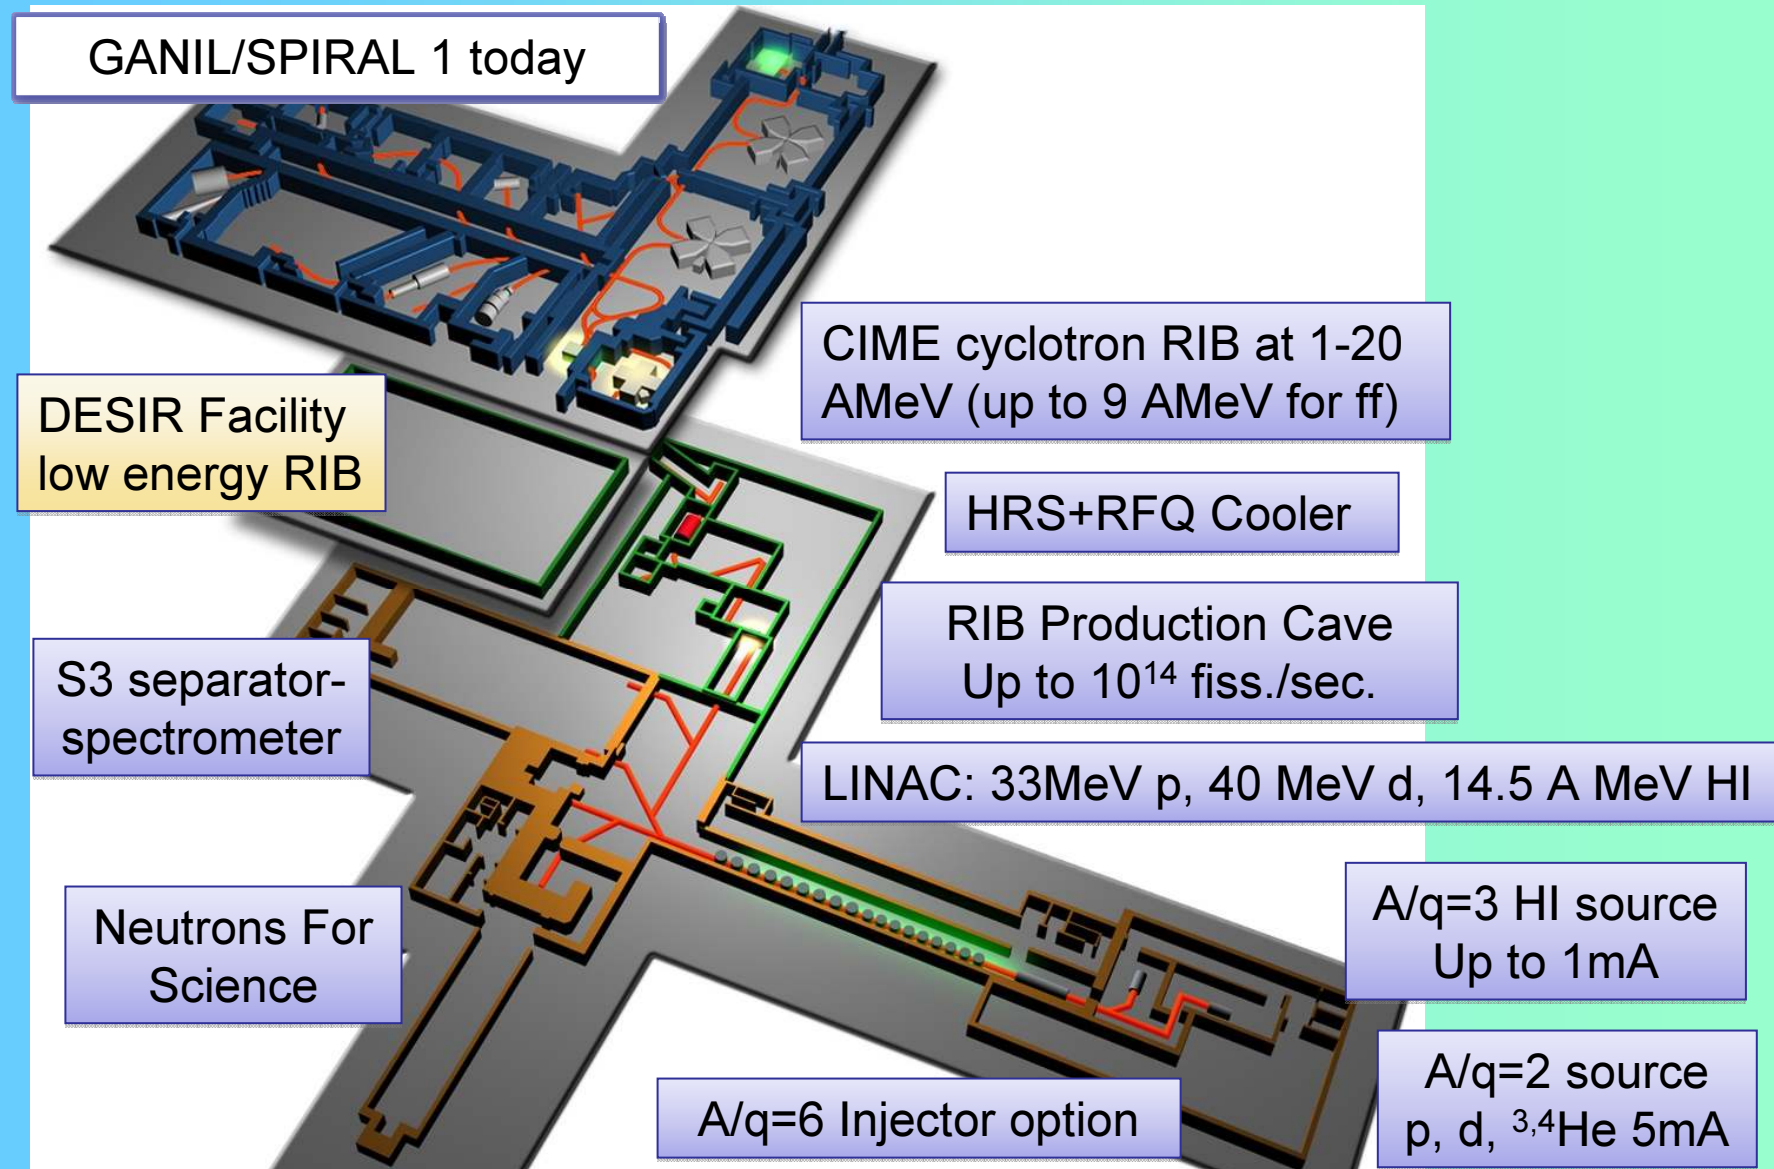 GANIL/SPIRAL 1 today
CIME cyclotron RIB at 1-20
AMeV (up to 9 AMeV for ff)
DESIR Facility
low energy RIB
HRS+RFQ Cooler
RIB Production Cave
Up to 10¹⁴ fiss./sec.
S3 separator-
spectrometer
LINAC: 33MeV p, 40 MeV d, 14.5 A MeV HI
Neutrons For
Science
A/q=3 HI source
Up to 1mA
A/q=2 source
p, d, ³,⁴He 5mA
A/q=6 Injector option